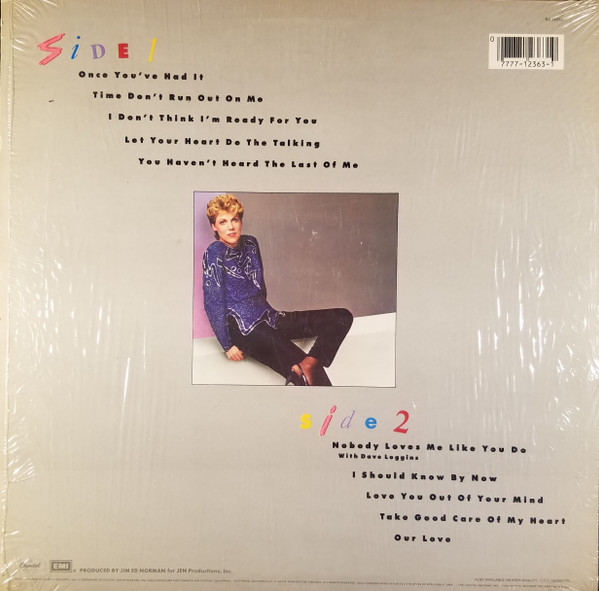 SiDE 1
Once You've Had It
Time Don't Run Out On Me
I Don't Think I'm Ready For You
Let Your Heart Do The Talking
You Haven't Heard The Last Of Me
0
7777-12363-1
side 2
Nobody Loves Me Like You Do
With Dave Loggins
I Should Know By Now
Love You Out Of Your Mind
Take Good Care Of My Heart
Our Love
Capitol
EMI
PRODUCED BY JIM ED NORMAN for JEN Productions, Inc.